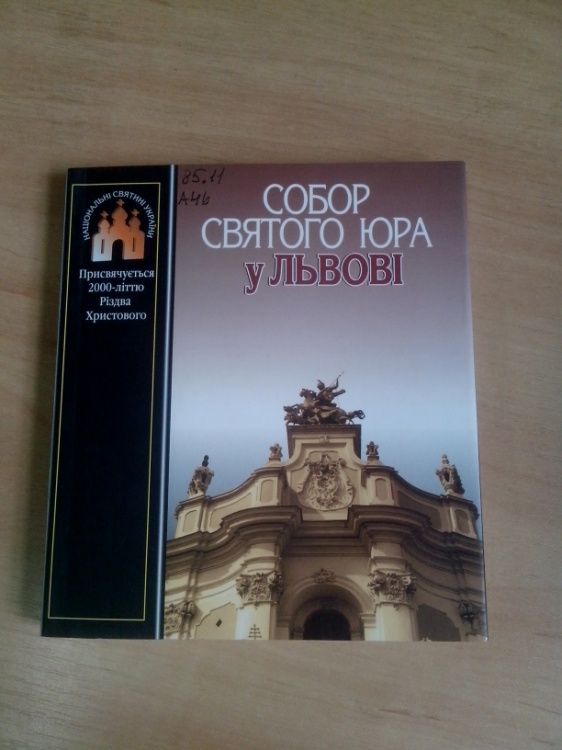 85.11
А46
НАЦІОНАЛЬНІ СВЯТИНІ УКРАЇНИ
Присвячується
2000-літтю
Різдва
Христового
СОБОР
СВЯТОГО ЮРА
У ЛЬВОВІ